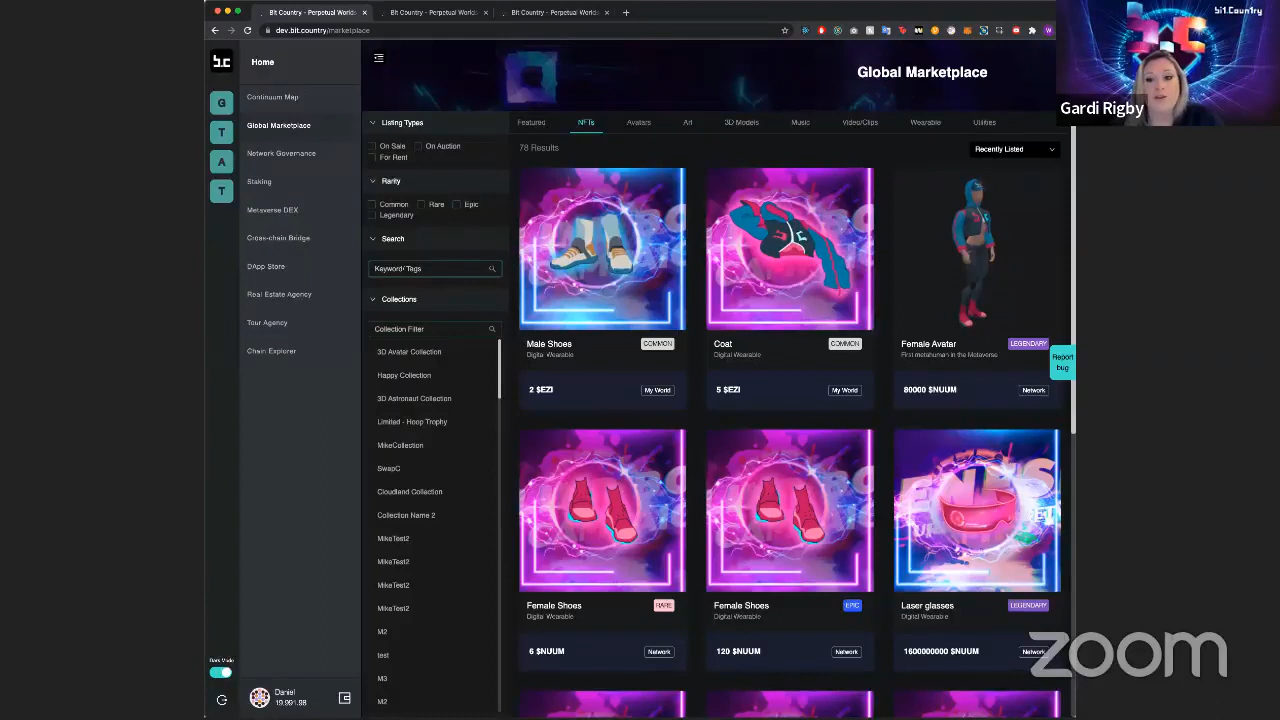 Bit Country - Perpetual Worlds
Bit Country - Perpetual Worlds
Bit Country - Perpetual Worlds
dev.bit.country/marketplace
bi1.Coun1ry
Gardi Rigby
b.c
G
T
A
T
Home
Continuum Map
Global Marketplace
Network Governance
Staking
Metaverse DEX
Cross-chain Bridge
DApp Store
Real Estate Agency
Tour Agency
Chain Explorer
Dark Mode
Daniel
19,991.98
Global Marketplace
Listing Types
On Sale
On Auction
For Rent
Rarity
Common
Rare
Epic
Legendary
Search
Keyword/ Tags
Collections
Collection Filter
3D Avatar Collection
Happy Collection
3D Astronaut Collection
Limited - Hoop Trophy
MikeCollection
SwapC
Cloudland Collection
Collection Name 2
MikeTest2
MikeTest2
MikeTest2
MikeTest2
M2
test
M3
M2
Featured
NFTs
Avatars
Art
3D Models
Music
Video/Clips
Wearable
Utilities
78 Results
Recently Listed
Male Shoes
COMMON
Digital Wearable
2 $EZI
My World
Coat
COMMON
Digital Wearable
5 $EZI
My World
Female Avatar
LEGENDARY
First metahuman in the Metaverse
80000 $NUUM
Network
Report
bug
Female Shoes
RARE
Digital Wearable
6 $NUUM
Network
Female Shoes
EPIC
Digital Wearable
120 $NUUM
Network
Laser glasses
LEGENDARY
Digital Wearable
1600000000 $NUUM
Network
zoom